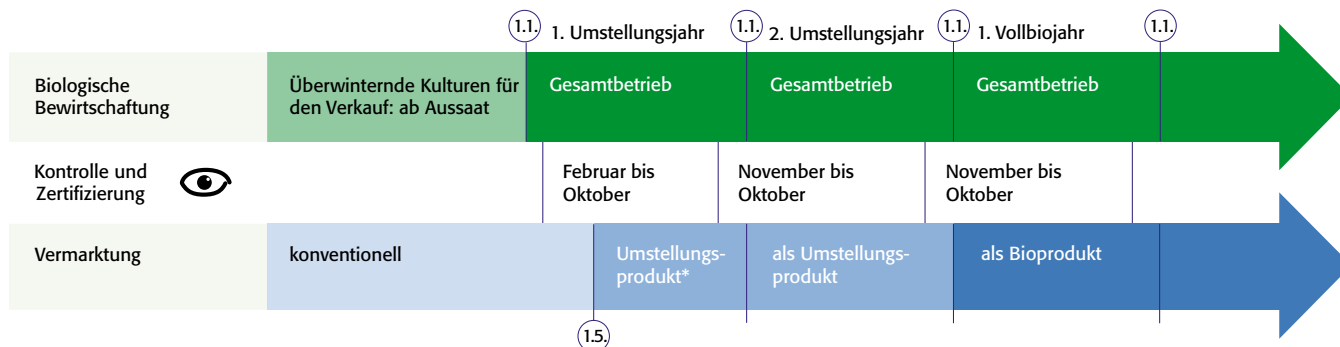 1.1.
1. Umstellungsjahr
1.1.
2. Umstellungsjahr
1.1.
1. Vollbiojahr
1.1.
Biologische
Bewirtschaftung
Überwinternde Kulturen für
den Verkauf: ab Aussaat
Gesamtbetrieb
Gesamtbetrieb
Gesamtbetrieb
Kontrolle und
Zertifizierung
Februar bis
Oktober
November bis
Oktober
November bis
Oktober
Vermarktung
konventionell
Umstellungs-
produkt*
als Umstellungs-
produkt
als Bioprodukt
1.5.